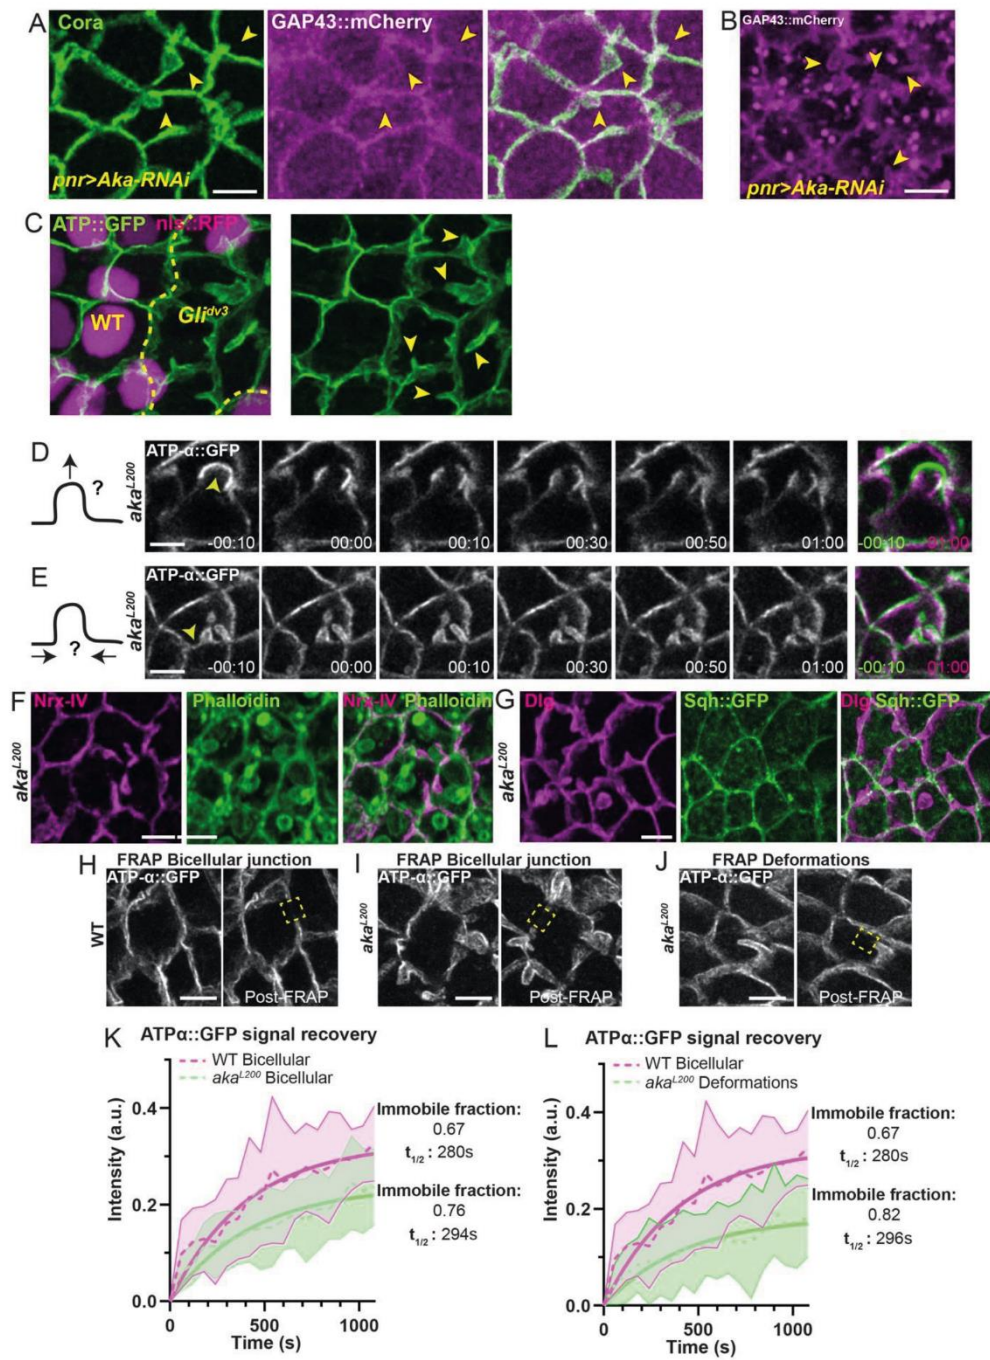 A
Cora
GAP43::mCherry
pnr>Aka-RNAi
B
GAP43::mCherry
pnr>Aka-RNAi
C
ATP::GFP nls::RFP
WT
Gli^dv3
D
?
aka^L200
ATP-α::GFP
-00:10
00:00
00:10
00:30
00:50
01:00
-00:10 01:00
E
?
aka^L200
ATP-α::GFP
-00:10
00:00
00:10
00:30
00:50
01:00
-00:10 01:00
F
aka^L200
Nrx-IV
Phalloidin
Nrx-IV Phalloidin
G
aka^L200
Dlg
Sqh::GFP
Dlg Sqh::GFP
H
FRAP Bicellular junction
ATP-α::GFP
WT
Post-FRAP
I
FRAP Bicellular junction
ATP-α::GFP
aka^L200
Post-FRAP
J
FRAP Deformations
ATP-α::GFP
aka^L200
Post-FRAP
K
ATPα::GFP signal recovery
WT Bicellular
aka^L200 Bicellular
Intensity (a.u.)
0.4
0.2
0.0
0
500
1000
Time (s)
Immobile fraction:
0.67
t1/2 : 280s
Immobile fraction:
0.76
t1/2 : 294s
L
ATPα::GFP signal recovery
WT Bicellular
aka^L200 Deformations
Intensity (a.u.)
0.4
0.2
0.0
0
500
1000
Time (s)
Immobile fraction:
0.67
t1/2 : 280s
Immobile fraction:
0.82
t1/2 : 296s